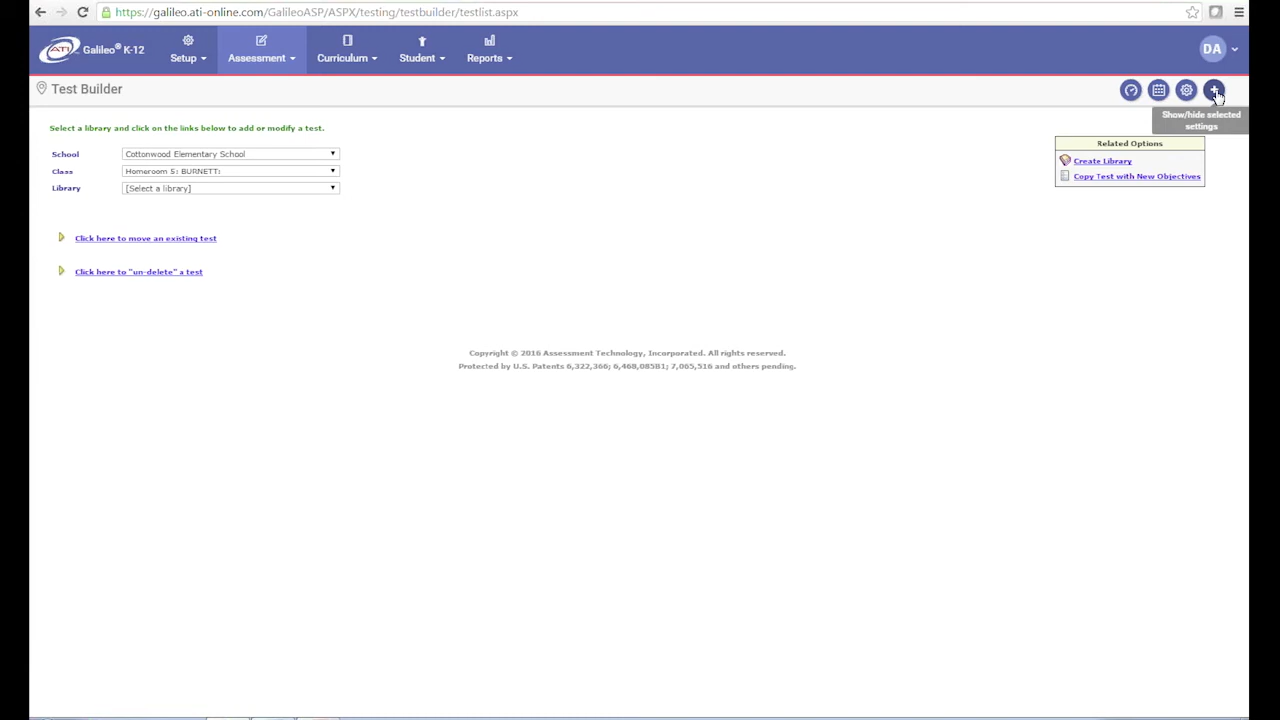 https://galileo.ati-online.com/GalileoASP/ASPX/testing/testbuilder/testlist.aspx
ATI Galileo® K-12
Setup Assessment Curriculum Student Reports
DA
Test Builder
Show/hide selected
settings
Select a library and click on the links below to add or modify a test.
Related Options
School Cottonwood Elementary School
Create Library
Class Homeroom 5: BURNETT:
Copy Test with New Objectives
Library [Select a library]
Click here to move an existing test
Click here to "un-delete" a test
Copyright © 2016 Assessment Technology, Incorporated. All rights reserved.
Protected by U.S. Patents 6,322,366; 6,468,085B1; 7,065,516 and others pending.